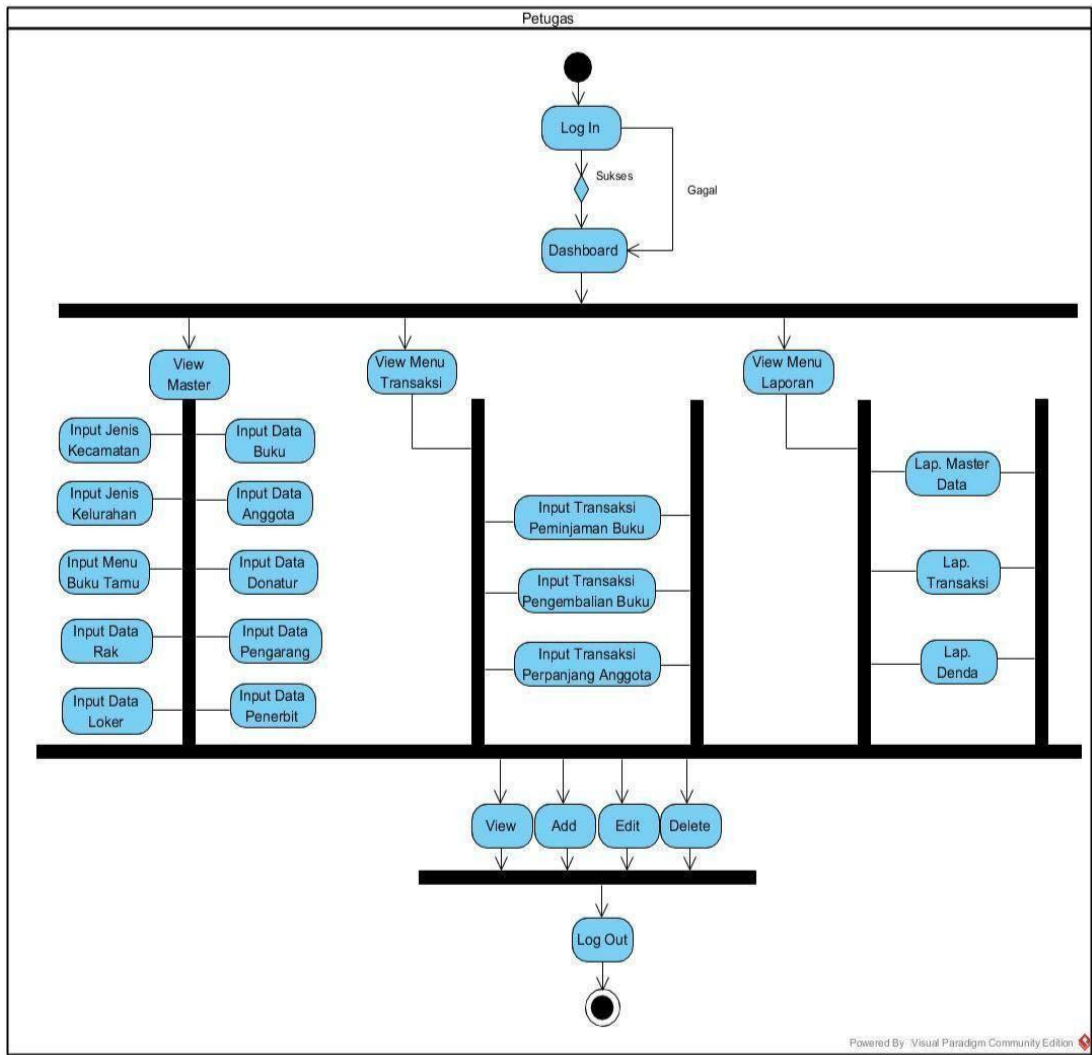 Petugas
Log In
Sukses
Gagal
Dashboard
View
Master
View Menu
Transaksi
View Menu
Laporan
Input Jenis
Kecamatan
Input Data
Buku
Input Jenis
Kelurahan
Input Data
Anggota
Input Menu
Buku Tamu
Input Data
Donatur
Input Data
Rak
Input Data
Pengarang
Input Data
Loker
Input Data
Penerbit
Input Transaksi
Peminjaman Buku
Input Transaksi
Pengembalian Buku
Input Transaksi
Perpanjang Anggota
Lap. Master
Data
Lap.
Transaksi
Lap.
Denda
View
Add
Edit
Delete
Log Out
Powered By Visual Paradigm Community Edition